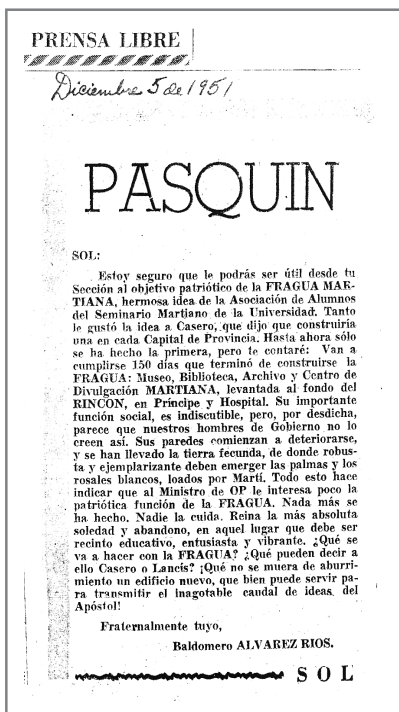 PRENSA LIBRE
Diciembre 5 de 1951
PASQUIN
SOL:
Estoy seguro que le podrás ser útil desde tu
Sección al objetivo patriótico de la FRAGUA MAR-
TIANA, hermosa idea de la Asociación de Alumnos
del Seminario Martiano de la Universidad. Tanto
le gustó la idea a Casero, que dijo que construiría
una en cada Capital de Provincia. Hasta ahora sólo
se ha hecho la primera, pero te contaré: Van a
cumplirse 150 días que terminó de construirse la
FRAGUA: Museo, Biblioteca, Archivo y Centro de
Divulgación MARTIANA, levantada al fondo del
RINCON, en Príncipe y Hospital. Su importante
función social, es indiscutible, pero, por desdicha,
parece que nuestros hombres de Gobierno no lo
creen así. Sus paredes comienzan a deteriorarse,
y se han llevado la tierra fecunda, de donde robus-
ta y ejemplarizante deben emerger las palmas y los
rosales blancos, loados por Martí. Todo esto hace
indicar que al Ministro de OP le interesa poco la
patriótica función de la FRAGUA. Nada más se
ha hecho. Nadie la cuida. Reina la más absoluta
soledad y abandono, en aquel lugar que debe ser
recinto educativo, entusiasta y vibrante. ¿Qué se
va a hacer con la FRAGUA? ¿Qué pueden decir a
ello Casero o Lancís? ¡Qué no se muera de aburri-
miento un edificio nuevo, que bien puede servir pa-
ra transmitir el inagotable caudal de ideas del
Apóstol!
Fraternalmente tuyo,
Baldomero ALVAREZ RIOS.
SOL